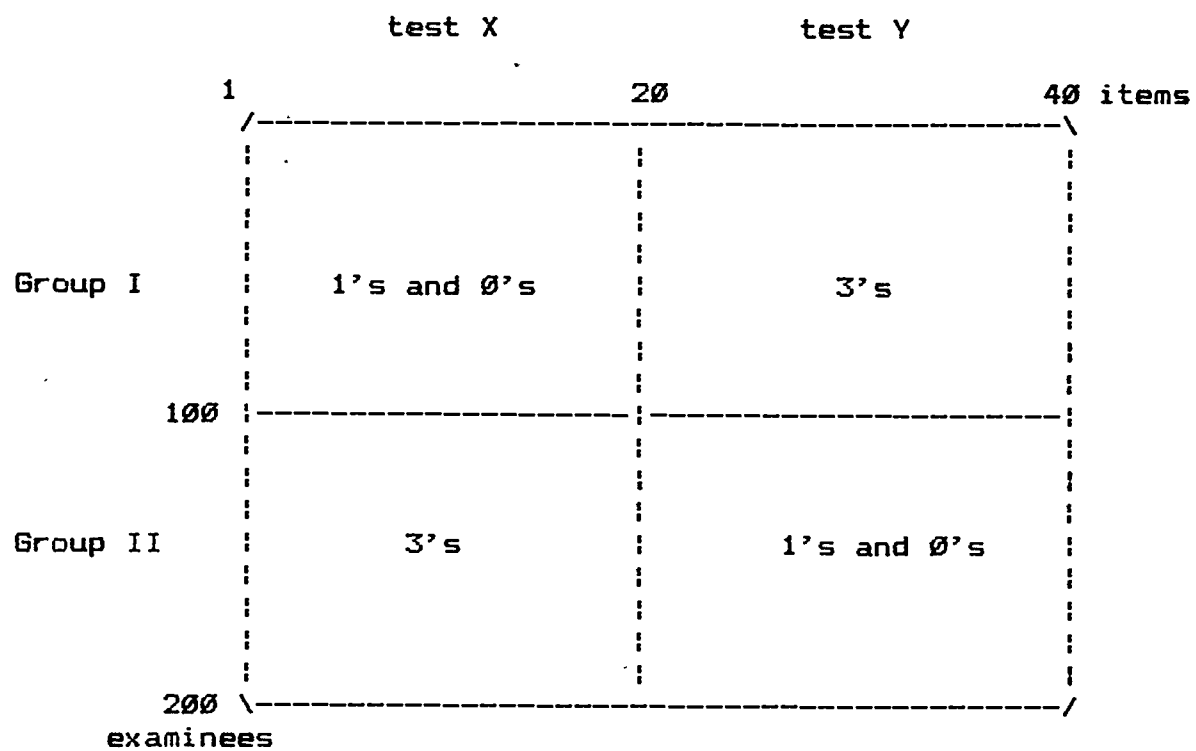 test X test Y
1 20 40 items
Group I 1's and 0's 3's
100
Group II 3's 1's and 0's
200
examinees